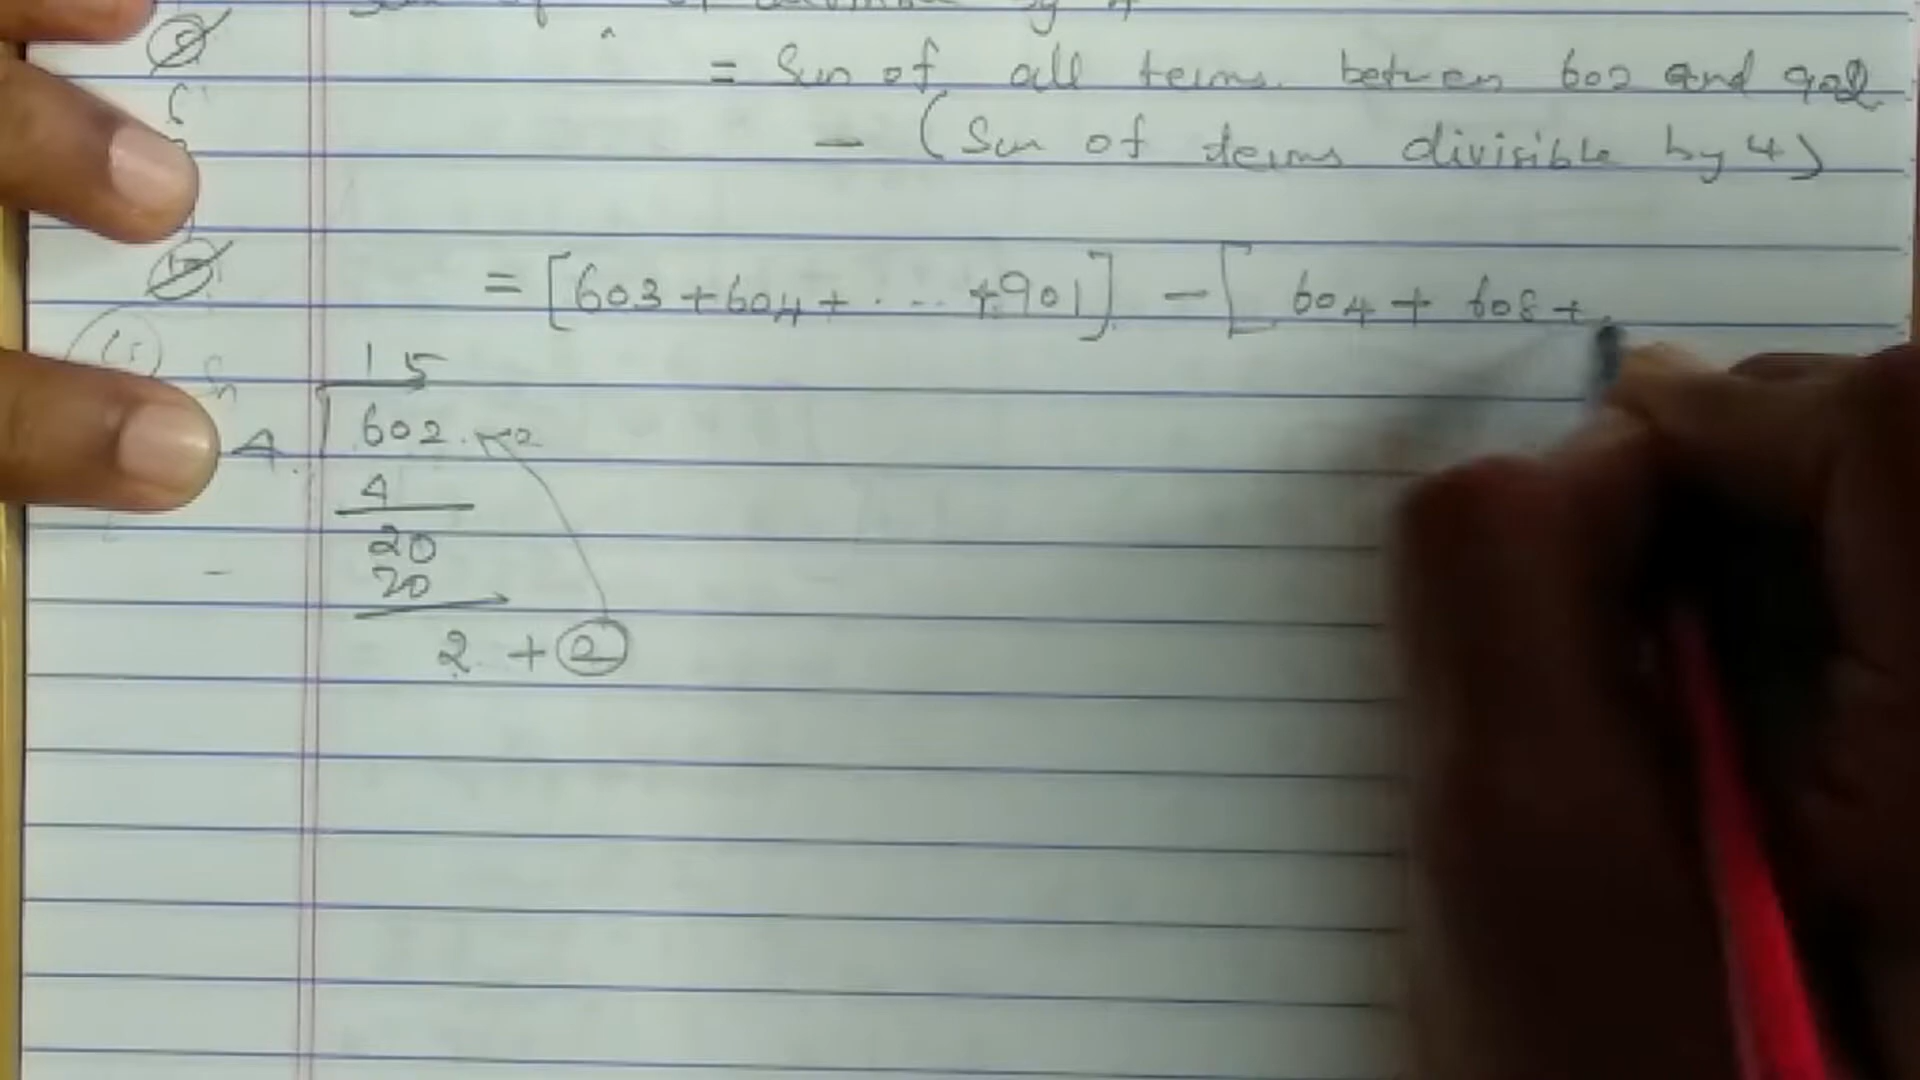 = Sum of all terms between 602 and 902
- (Sum of terms divisible by 4)
= [603 + 604 + ... + 901] - [ 604 + 608 +
15
4 602 2
4
20
20
2 + 2